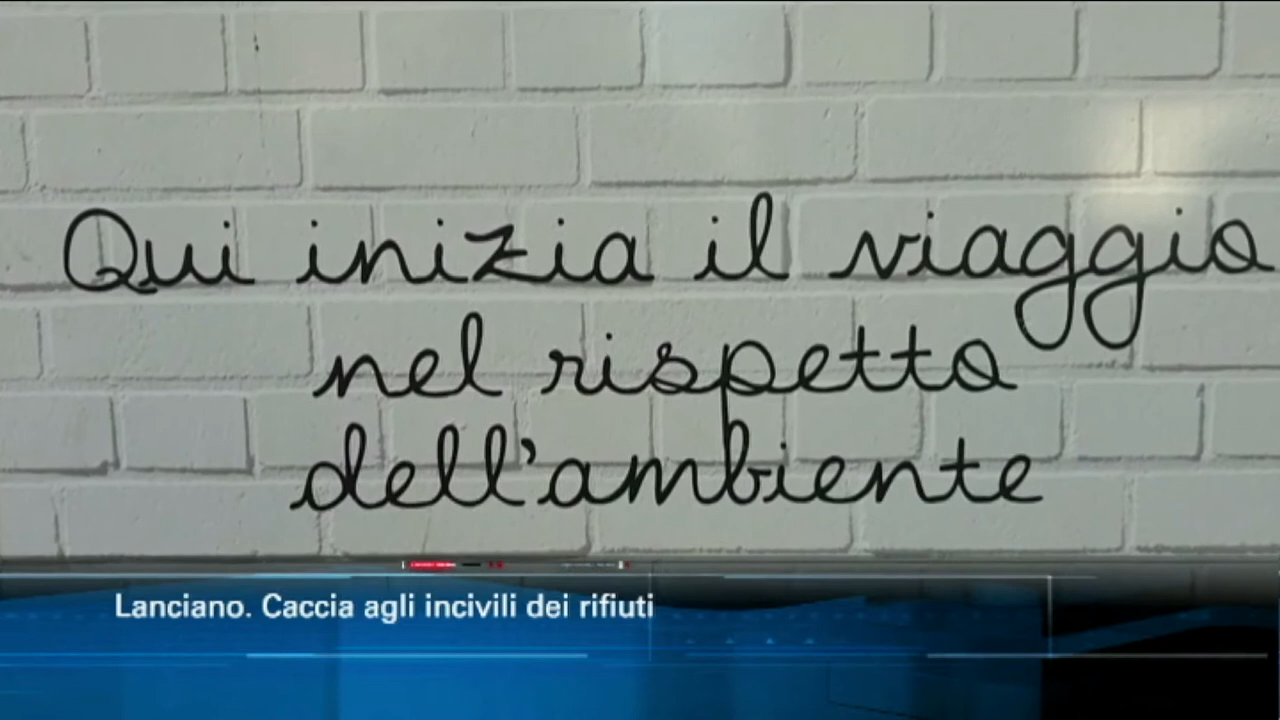 Qui inizia il viaggio
nel rispetto
dell'ambiente
Lanciano. Caccia agli incivili dei rifiuti